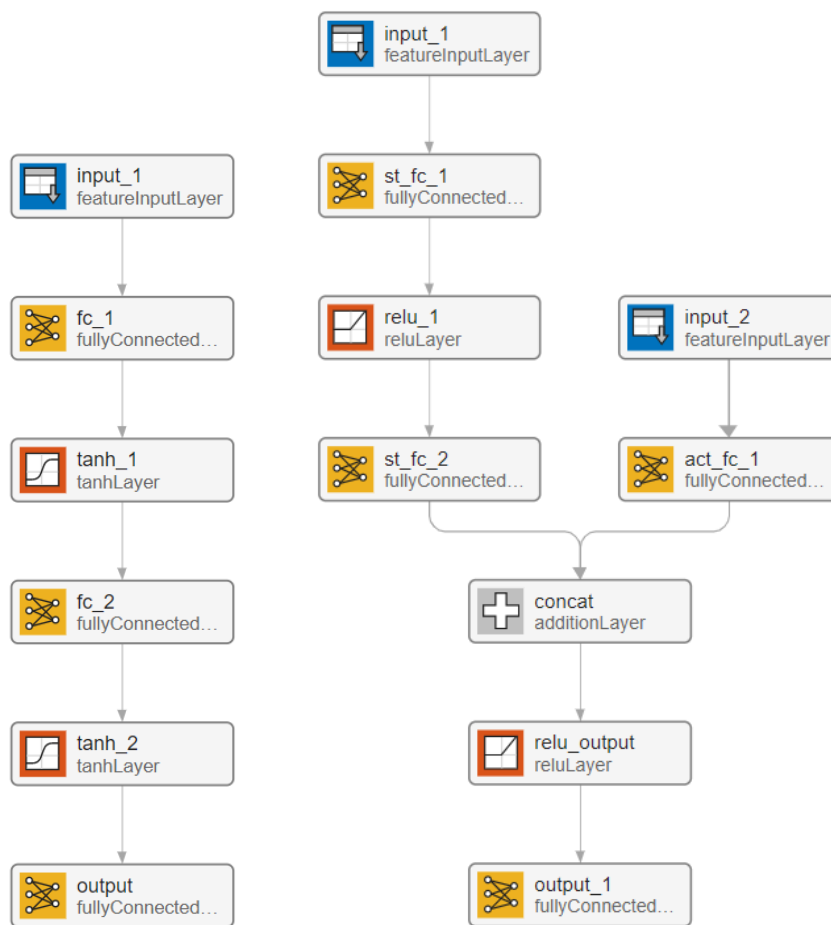 input_1
featureInputLayer
fc_1
fullyConnected...
tanh_1
tanhLayer
fc_2
fullyConnected...
tanh_2
tanhLayer
output
fullyConnected...
input_1
featureInputLayer
st_fc_1
fullyConnected...
relu_1
reluLayer
st_fc_2
fullyConnected...
input_2
featureInputLayer
act_fc_1
fullyConnected...
concat
additionLayer
relu_output
reluLayer
output_1
fullyConnected...